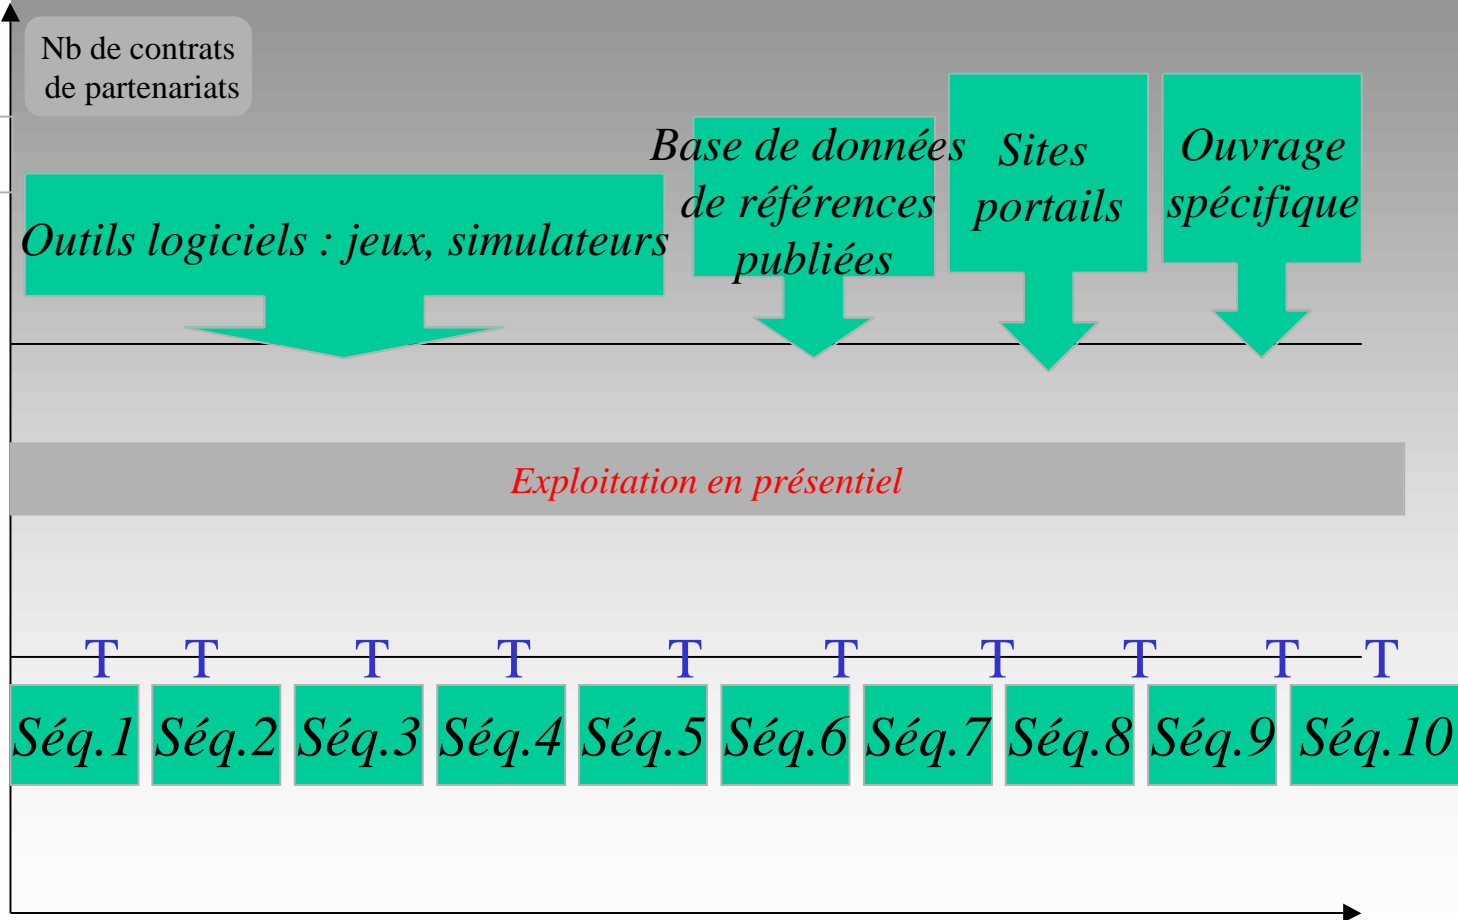 Nb de contrats
de partenariats
Outils logiciels : jeux, simulateurs
Base de données
de références
publiées
Sites
portails
Ouvrage
spécifique
Exploitation en présentiel
T T T T T T T T T T
Séq.1 Séq.2 Séq.3 Séq.4 Séq.5 Séq.6 Séq.7 Séq.8 Séq.9 Séq.10